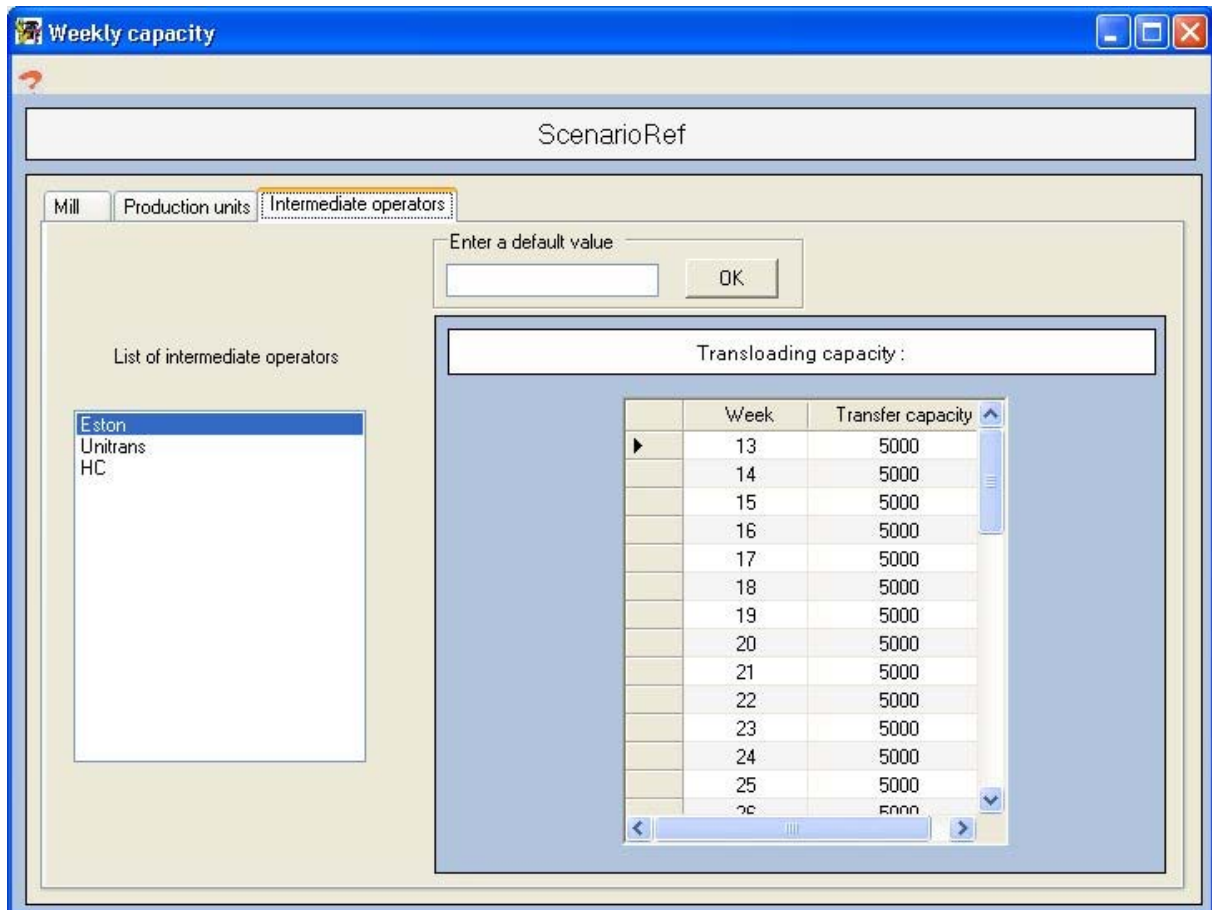 Weekly capacity
ScenarioRef
Mill Production units Intermediate operators
Enter a default value
OK
List of intermediate operators
Transloading capacity :
Eston
Unitrans
HC
Week Transfer capacity
13 5000
14 5000
15 5000
16 5000
17 5000
18 5000
19 5000
20 5000
21 5000
22 5000
23 5000
24 5000
25 5000
26 5000